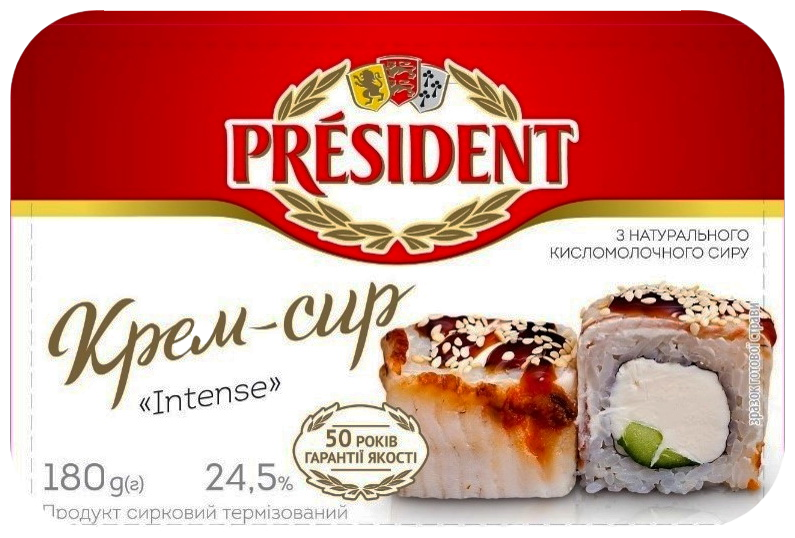 PRÉSIDENT
З НАТУРАЛЬНОГО
КИСЛОМОЛОЧНОГО СИРУ
Крем-сир
«Intense»
зразок готової страви
50 РОКІВ
ГАРАНТІЇ ЯКОСТІ
180g(г) 24,5%
Продукт сирковий термізований